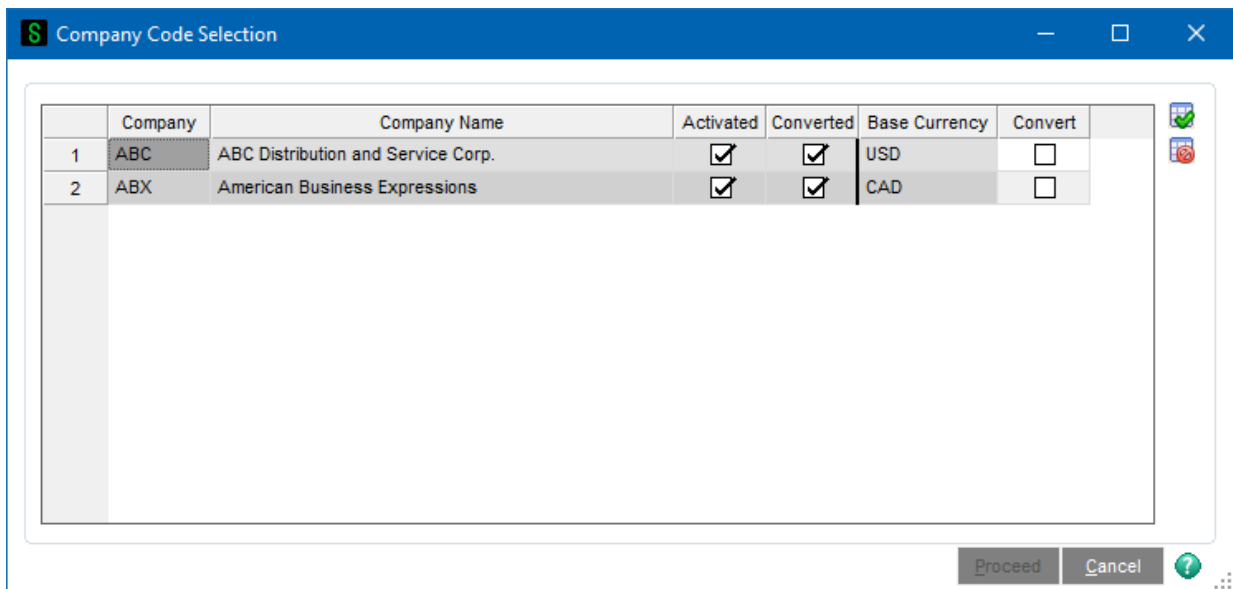 S Company Code Selection
Company Company Name Activated Converted Base Currency Convert
1 ABC ABC Distribution and Service Corp. USD
2 ABX American Business Expressions CAD
Proceed Cancel ?